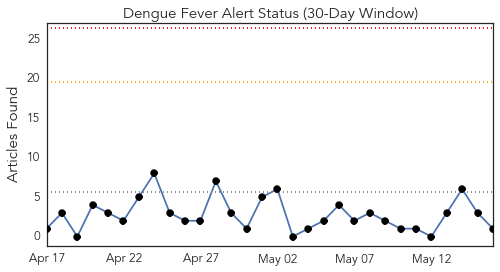 Dengue Fever Alert Status (30-Day Window)
Articles Found
25
20
15
10
5
0
Apr 17
Apr 22
Apr 27
May 02
May 07
May 12